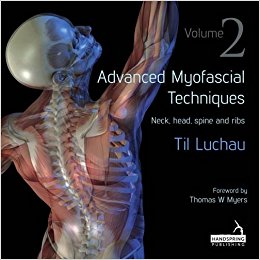 Volume
2
Advanced Myofascial
Techniques
Neck, head, spine and ribs
Til Luchau
Foreword by
Thomas W Myers
HANDSPRING
PUBLISHING